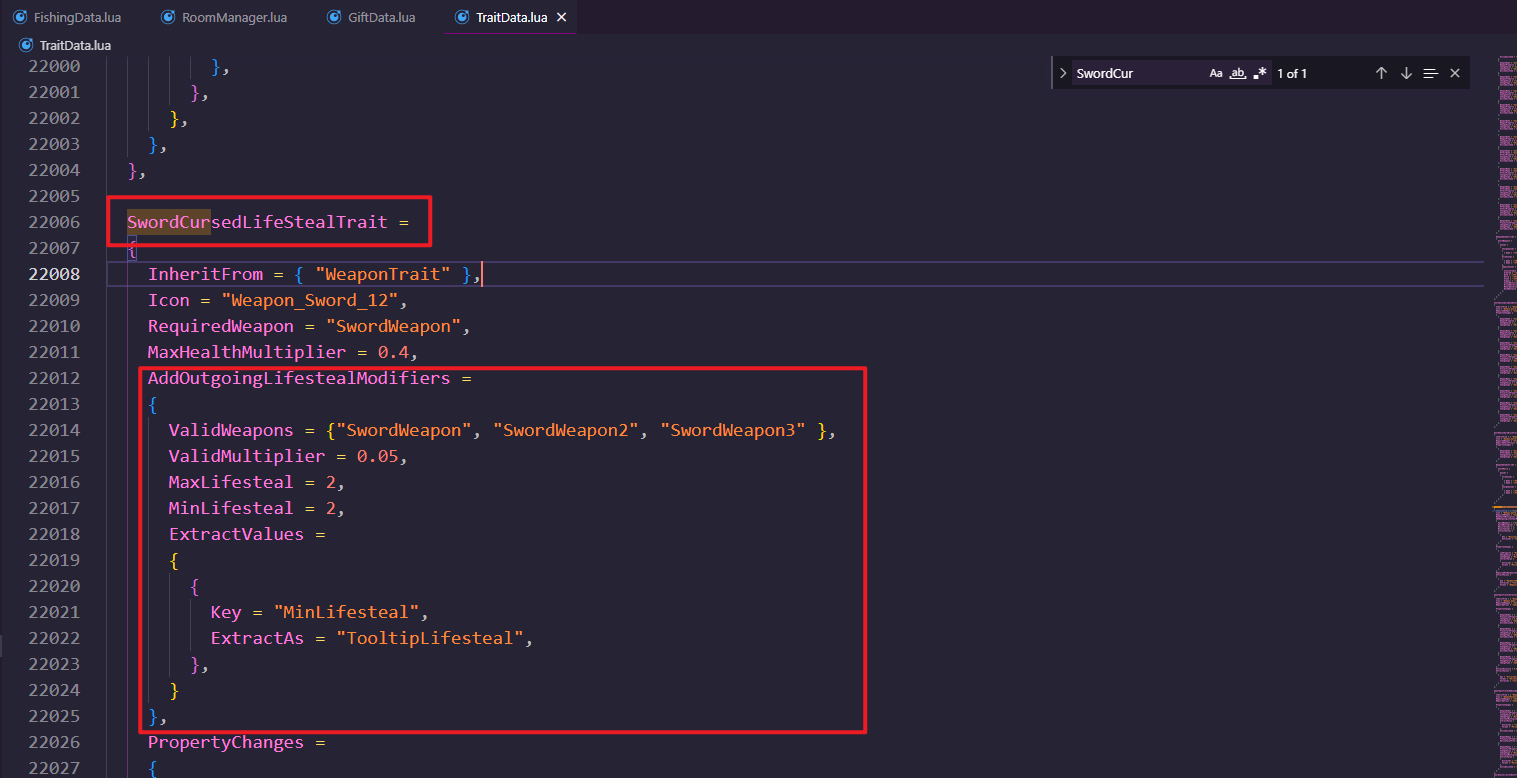 FishingData.lua RoomManager.lua GiftData.lua TraitData.lua
TraitData.lua
SwordCur Aa ab .* 1 of 1
22000 },
22001 },
22002 },
22003 },
22004 },
22005
22006 SwordCursedLifeStealTrait =
22007 {
22008 InheritFrom = { "WeaponTrait" },
22009 Icon = "Weapon_Sword_12",
22010 RequiredWeapon = "SwordWeapon",
22011 MaxHealthMultiplier = 0.4,
22012 AddOutgoingLifestealModifiers =
22013 {
22014 ValidWeapons = {"SwordWeapon", "SwordWeapon2", "SwordWeapon3" },
22015 ValidMultiplier = 0.05,
22016 MaxLifesteal = 2,
22017 MinLifesteal = 2,
22018 ExtractValues =
22019 {
22020 {
22021 Key = "MinLifesteal",
22022 ExtractAs = "TooltipLifesteal",
22023 },
22024 }
22025 },
22026 PropertyChanges =
22027 {